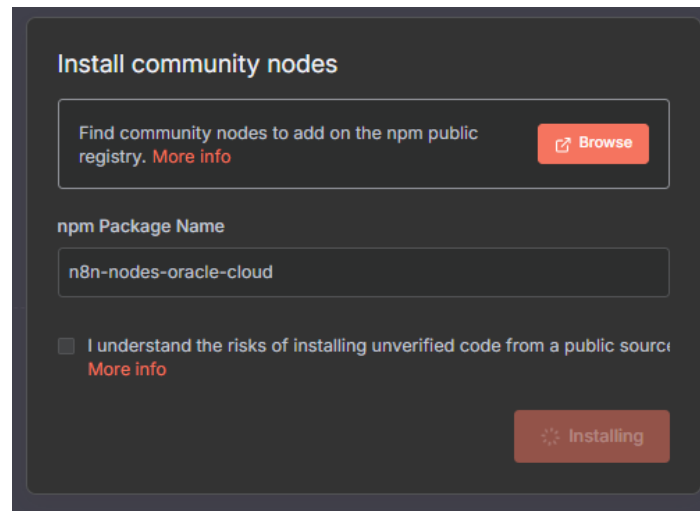 Install community nodes
Find community nodes to add on the npm public
registry. More info
Browse
npm Package Name
n8n-nodes-oracle-cloud
I understand the risks of installing unverified code from a public source
More info
Installing